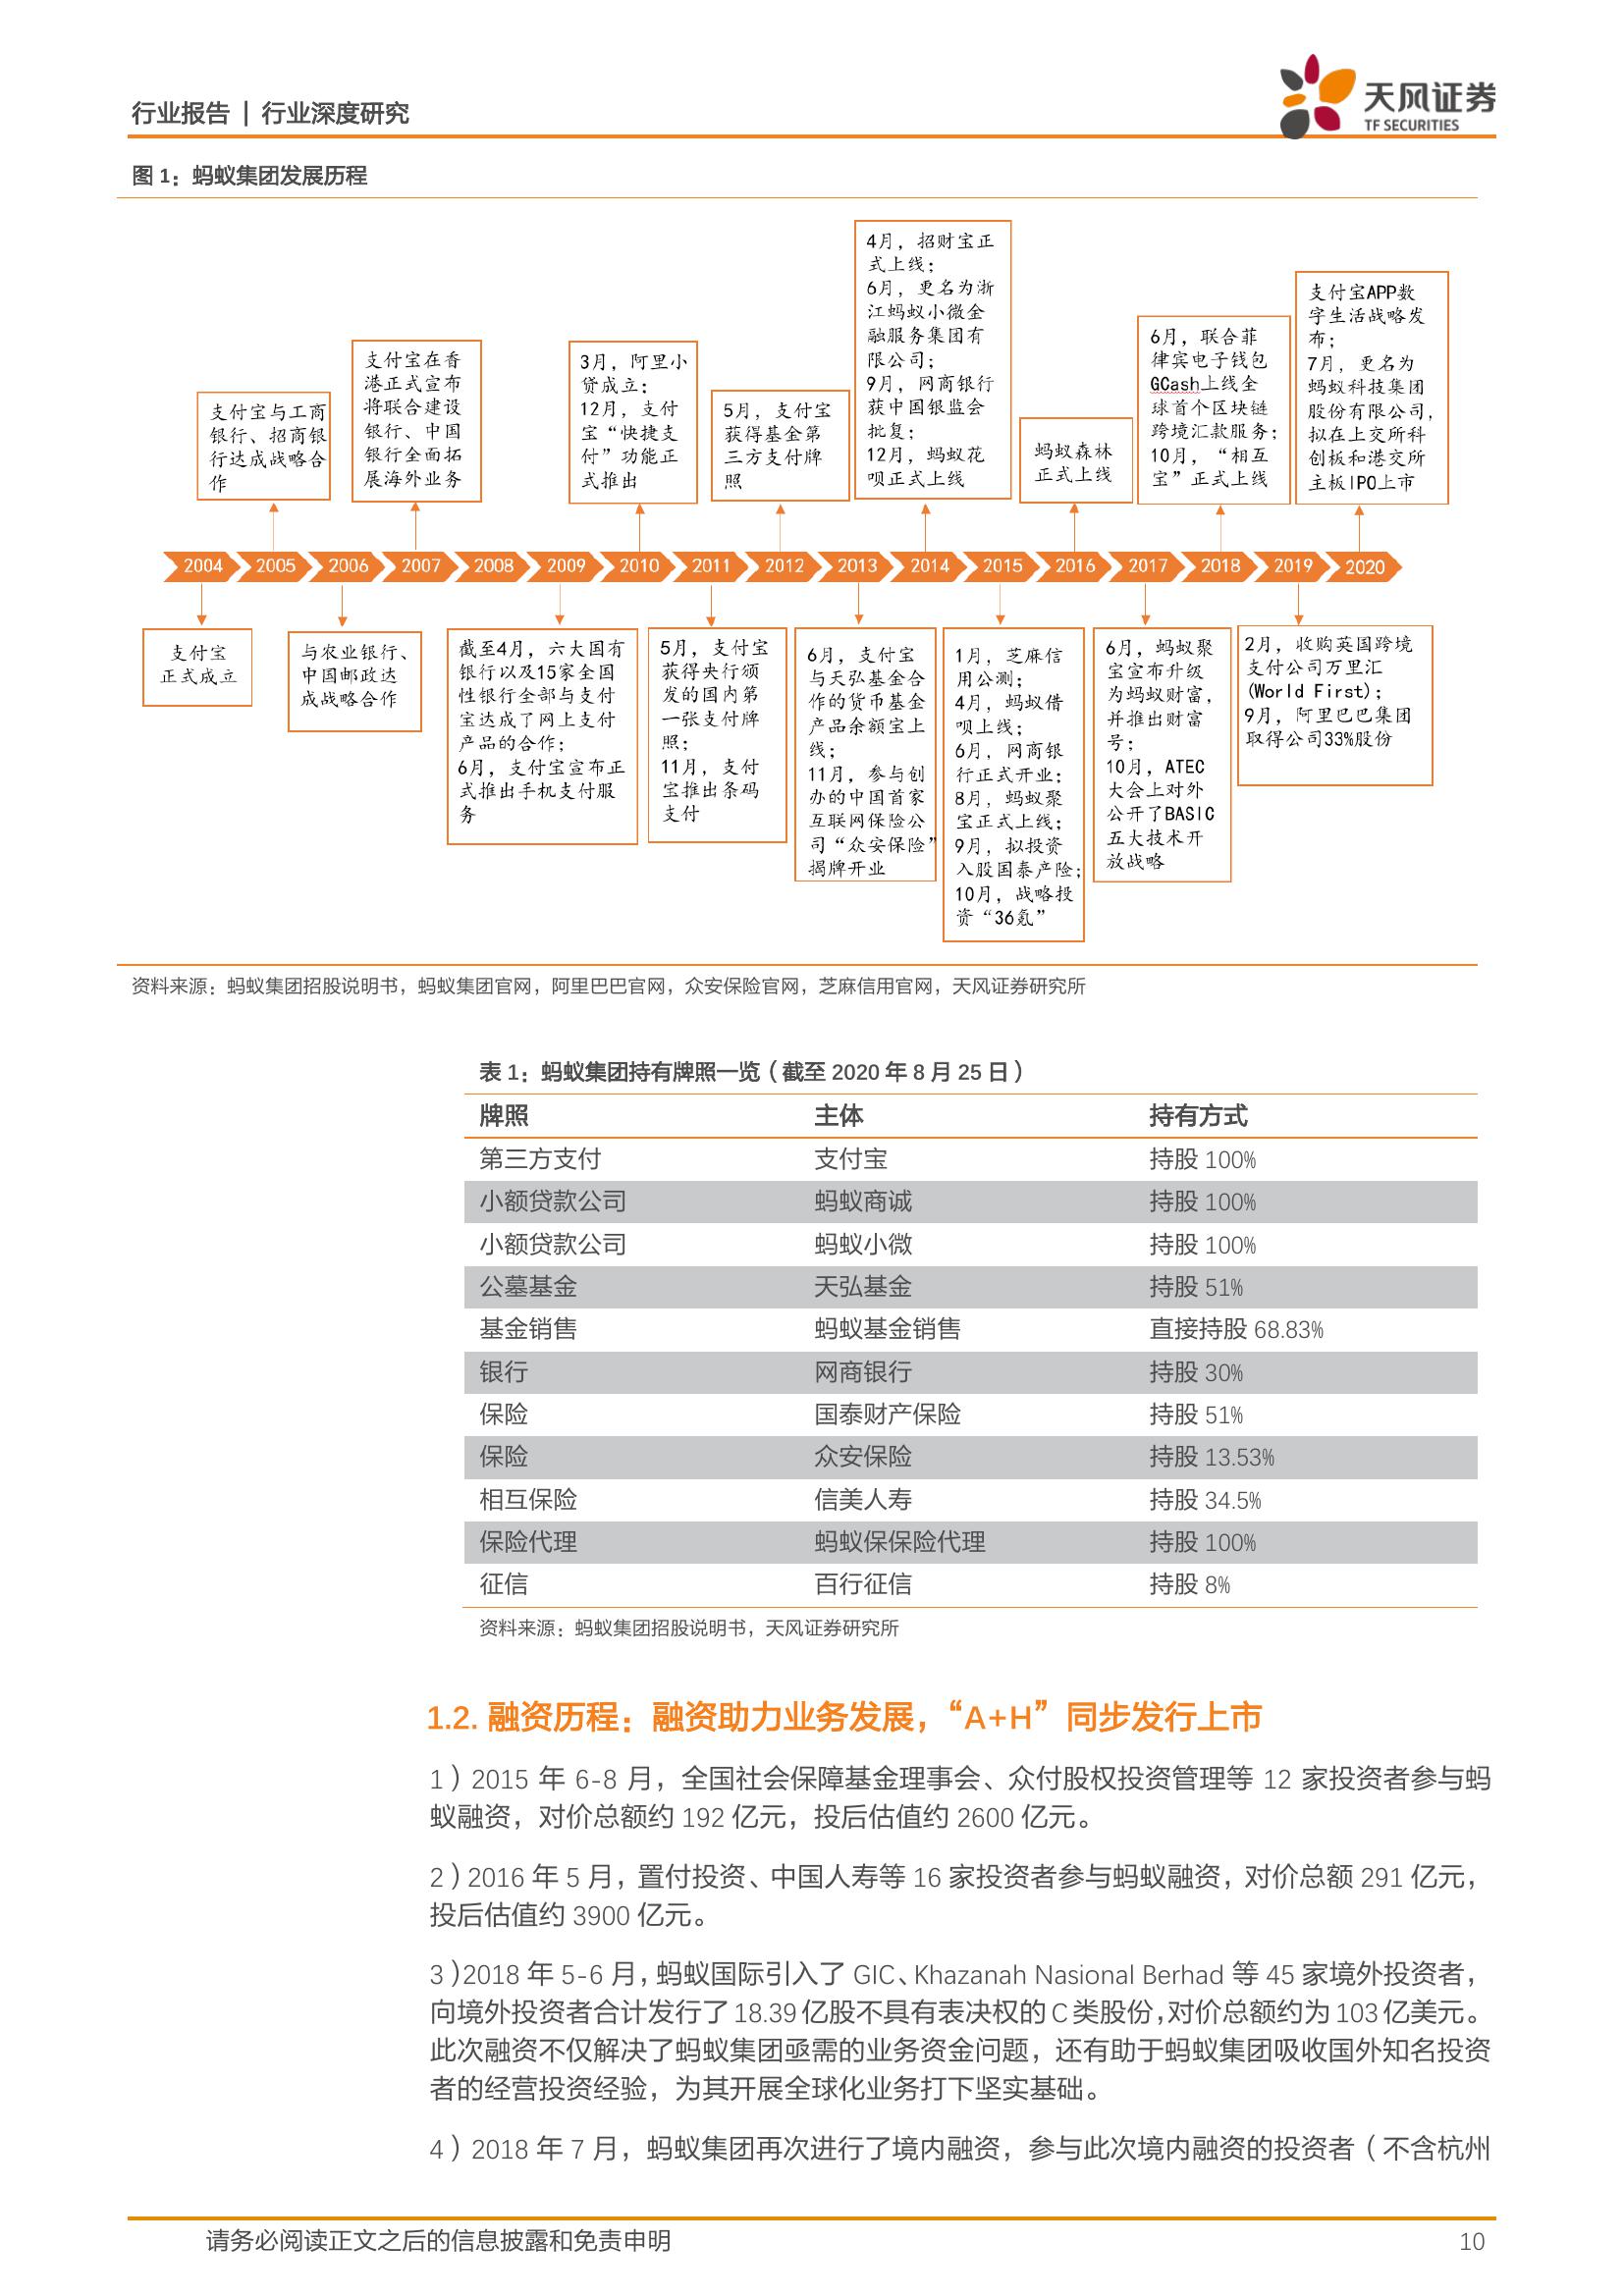 行业报告 | 行业深度研究
天风证券
TF SECURITIES
图 1：蚂蚁集团发展历程
支付宝与工商
银行、招商银
行达成战略合
作
支付宝在香
港正式宣布
将联合建设
银行、中国
银行全面拓
展海外业务
3月，阿里小
贷成立；
12月，支付
宝“快捷支
付”功能正
式推出
5月，支付宝
获得基金第
三方支付牌
照
4月，招财宝正
式上线；
6月，更名为浙
江蚂蚁小微金
融服务集团有
限公司；
9月，网商银行
获中国银监会
批复；
12月，蚂蚁花
呗正式上线
蚂蚁森林
正式上线
6月，联合菲
律宾电子钱包
GCash上线全
球首个区块链
跨境汇款服务；
10月，“相互
宝”正式上线
支付宝APP数
字生活战略发
布；
7月，更名为
蚂蚁科技集团
股份有限公司，
拟在上交所科
创板和港交所
主板IPO上市
2004 2005 2006 2007 2008 2009 2010 2011 2012 2013 2014 2015 2016 2017 2018 2019 2020
支付宝
正式成立
与农业银行、
中国邮政达
成战略合作
截至4月，六大国有
银行以及15家全国
性银行全部与支付
宝达成了网上支付
产品的合作；
6月，支付宝宣布正
式推出手机支付服
务
5月，支付宝
获得央行颁
发的国内第
一张支付牌
照；
11月，支付
宝推出条码
支付
6月，支付宝
与天弘基金合
作的货币基金
产品余额宝上
线；
11月，参与创
办的中国首家
互联网保险公
司“众安保险”
揭牌开业
1月，芝麻信
用公测；
4月，蚂蚁借
呗上线；
6月，网商银
行正式开业；
8月，蚂蚁聚
宝正式上线；
9月，拟投资
入股国泰产险；
10月，战略投
资“36氪”
6月，蚂蚁聚
宝宣布升级
为蚂蚁财富，
并推出财富
号；
10月，ATEC
大会上对外
公开了BASIC
五大技术开
放战略
2月，收购英国跨境
支付公司万里汇
(World First)；
9月，阿里巴巴集团
取得公司33%股份
资料来源：蚂蚁集团招股说明书，蚂蚁集团官网，阿里巴巴官网，众安保险官网，芝麻信用官网，天风证券研究所
表 1：蚂蚁集团持有牌照一览（截至 2020 年 8 月 25 日）
牌照 主体 持有方式
第三方支付 支付宝 持股 100%
小额贷款公司 蚂蚁商诚 持股 100%
小额贷款公司 蚂蚁小微 持股 100%
公墓基金 天弘基金 持股 51%
基金销售 蚂蚁基金销售 直接持股 68.83%
银行 网商银行 持股 30%
保险 国泰财产保险 持股 51%
保险 众安保险 持股 13.53%
相互保险 信美人寿 持股 34.5%
保险代理 蚂蚁保保险代理 持股 100%
征信 百行征信 持股 8%
资料来源：蚂蚁集团招股说明书，天风证券研究所
1.2. 融资历程：融资助力业务发展，“A+H”同步发行上市
1）2015 年 6-8 月，全国社会保障基金理事会、众付股权投资管理等 12 家投资者参与蚂
蚁融资，对价总额约 192 亿元，投后估值约 2600 亿元。
2）2016 年 5 月，置付投资、中国人寿等 16 家投资者参与蚂蚁融资，对价总额 291 亿元，
投后估值约 3900 亿元。
3）2018 年 5-6 月，蚂蚁国际引入了 GIC、Khazanah Nasional Berhad 等 45 家境外投资者，
向境外投资者合计发行了 18.39 亿股不具有表决权的 C 类股份，对价总额约为 103 亿美元。
此次融资不仅解决了蚂蚁集团亟需的业务资金问题，还有助于蚂蚁集团吸收国外知名投资
者的经营投资经验，为其开展全球化业务打下坚实基础。
4）2018 年 7 月，蚂蚁集团再次进行了境内融资，参与此次境内融资的投资者（不含杭州
请务必阅读正文之后的信息披露和免责申明
10